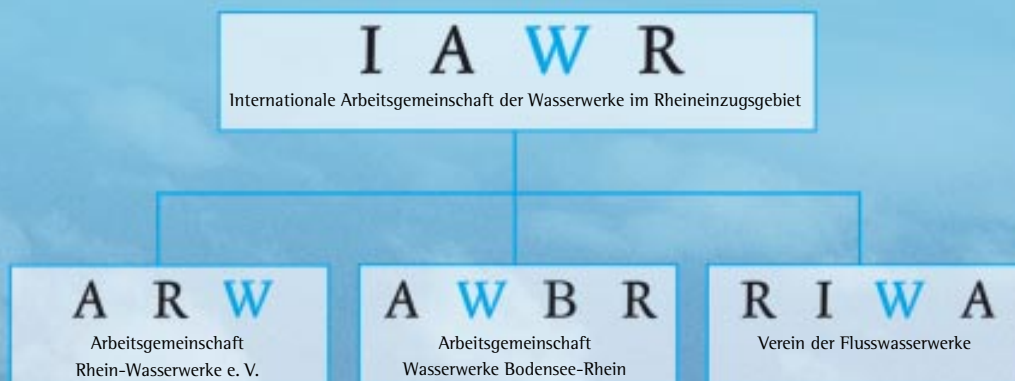 I A W R
Internationale Arbeitsgemeinschaft der Wasserwerke im Rheineinzugsgebiet
A R W
Arbeitsgemeinschaft
Rhein-Wasserwerke e. V.
A W B R
Arbeitsgemeinschaft
Wasserwerke Bodensee-Rhein
R I W A
Verein der Flusswasserwerke